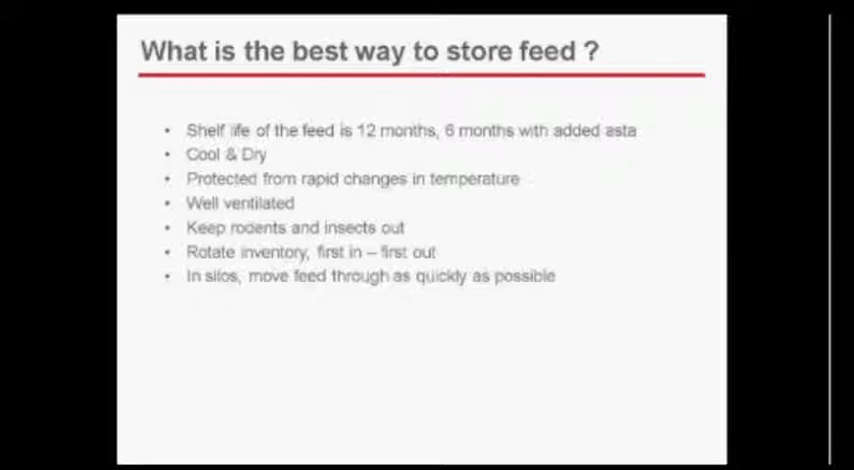 What is the best way to store feed ?
• Shelf life of the feed is 12 months, 6 months with added asta
• Cool & Dry
• Protected from rapid changes in temperature
• Well ventilated
• Keep rodents and insects out
• Rotate inventory, first in – first out
• In silos, move feed through as quickly as possible